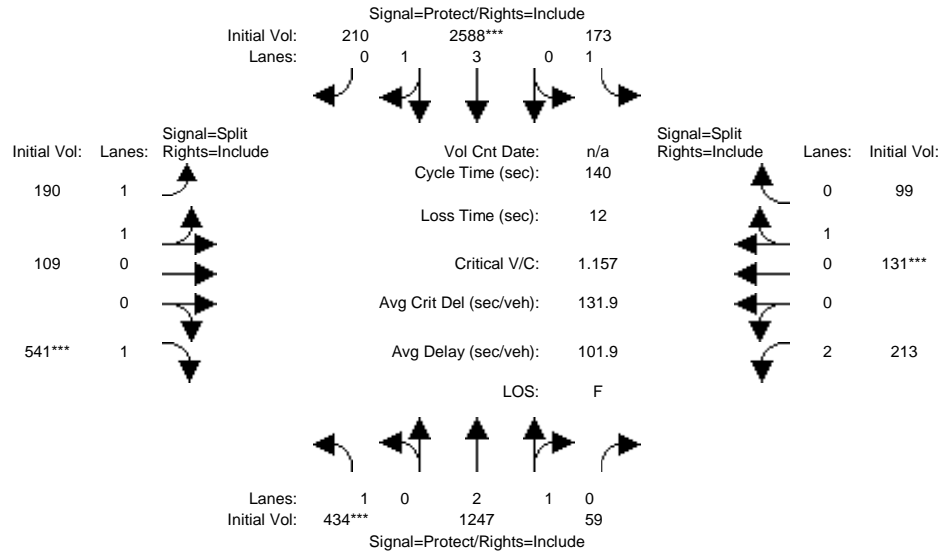 Signal=Protect/Rights=Include
Initial Vol: 210 2588*** 173
Lanes: 0 1 3 0 1
Signal=Split
Initial Vol: Lanes: Rights=Include
Vol Cnt Date: n/a
Signal=Split
Rights=Include Lanes: Initial Vol:
Cycle Time (sec): 140
190 1
0 99
Loss Time (sec): 12
1
1
109 0
Critical V/C: 1.157
0 131***
0
Avg Crit Del (sec/veh): 131.9
0
541*** 1
Avg Delay (sec/veh): 101.9
2 213
LOS: F
Lanes: 1 0 2 1 0
Initial Vol: 434*** 1247 59
Signal=Protect/Rights=Include